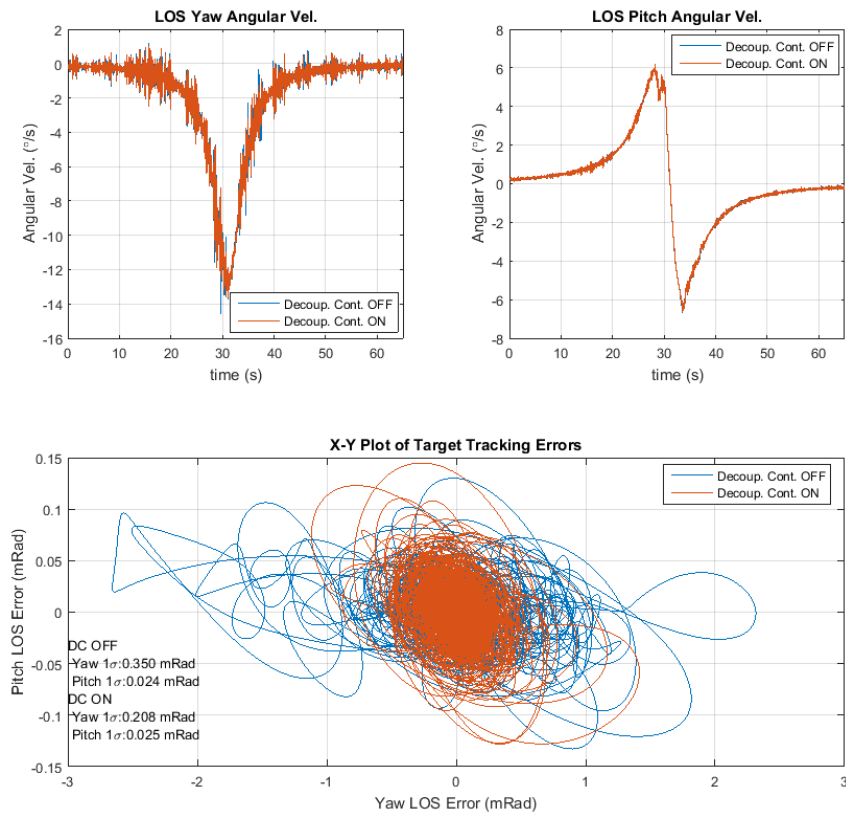 LOS Yaw Angular Vel.
2
0
-2
-4
-6
-8
-10
-12
-14
-16
Angular Vel. (°/s)
Decoup. Cont. OFF
Decoup. Cont. ON
0 10 20 30 40 50 60
time (s)
LOS Pitch Angular Vel.
8
6
4
2
0
-2
-4
-6
-8
Angular Vel. (°/s)
Decoup. Cont. OFF
Decoup. Cont. ON
0 10 20 30 40 50 60
time (s)
X-Y Plot of Target Tracking Errors
0.15
0.1
0.05
0
-0.05
-0.1
-0.15
Pitch LOS Error (mRad)
Decoup. Cont. OFF
Decoup. Cont. ON
DC OFF
Yaw 1σ:0.350 mRad
Pitch 1σ:0.024 mRad
DC ON
Yaw 1σ:0.208 mRad
Pitch 1σ:0.025 mRad
-3 -2 -1 0 1 2 3
Yaw LOS Error (mRad)